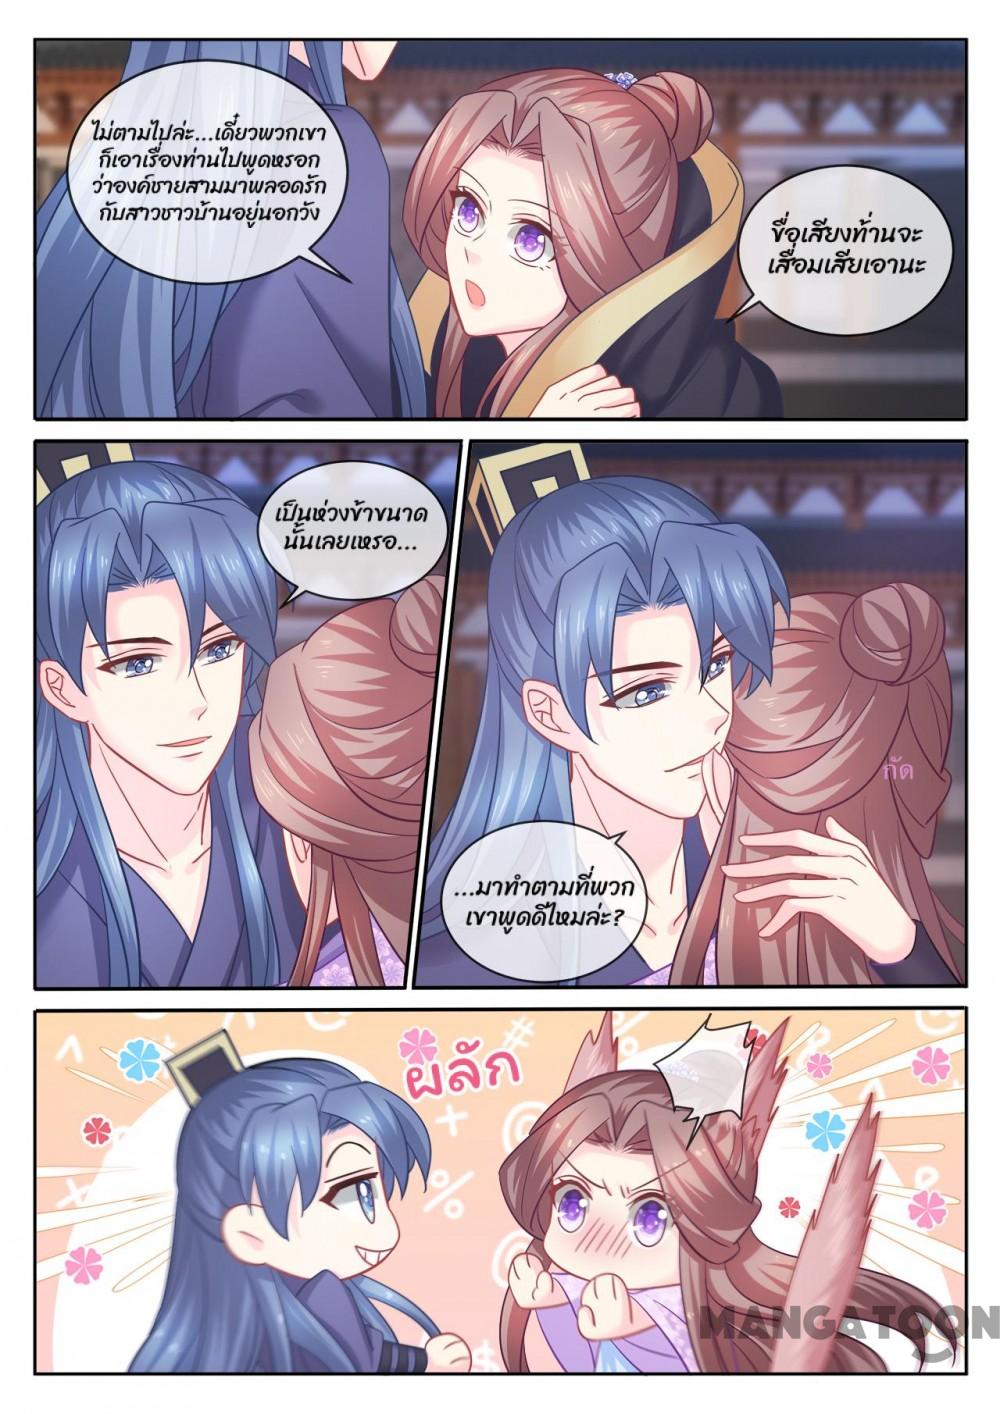 ไม่ตามไปล่ะ...เดี๋ยวพวกเขา
ก็เอาเรื่องท่านไปพูดหรอก
ว่าองค์ชายสามมาพลอดรัก
กับสาวชาวบ้านอยู่นอกวัง
ชื่อเสียงท้านจะ
เสื่อมเสียเอานะ
เป็นห่วงข้าขนาด
นั้นเลยเหรอ...
กัด
...มาทำตามที่พวก
เขาพูดดีไหมล่ะ?
ผลัก
MANGATOON